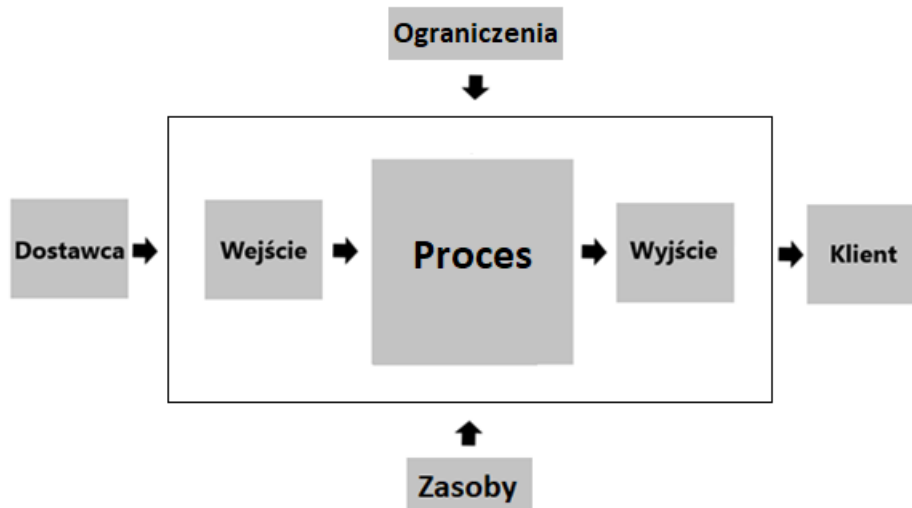 Ograniczenia
Dostawca
Wejście
Proces
Wyjście
Klient
Zasoby